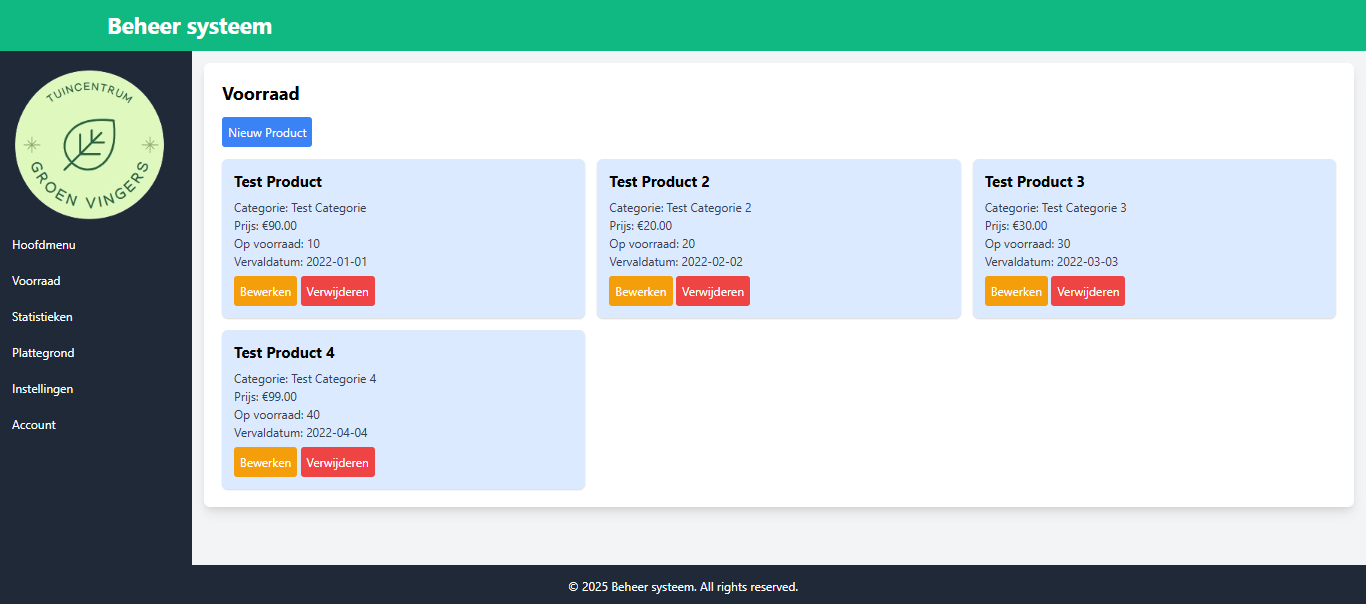 Beheer systeem
TUINCENTRUM
GROEN VINGERS
Hoofdmenu
Voorraad
Statistieken
Plattegrond
Instellingen
Account
Voorraad
Nieuw Product
Test Product
Categorie: Test Categorie
Prijs: €90.00
Op voorraad: 10
Vervaldatum: 2022-01-01
Bewerken Verwijderen
Test Product 2
Categorie: Test Categorie 2
Prijs: €20.00
Op voorraad: 20
Vervaldatum: 2022-02-02
Bewerken Verwijderen
Test Product 3
Categorie: Test Categorie 3
Prijs: €30.00
Op voorraad: 30
Vervaldatum: 2022-03-03
Bewerken Verwijderen
Test Product 4
Categorie: Test Categorie 4
Prijs: €99.00
Op voorraad: 40
Vervaldatum: 2022-04-04
Bewerken Verwijderen
© 2025 Beheer systeem. All rights reserved.